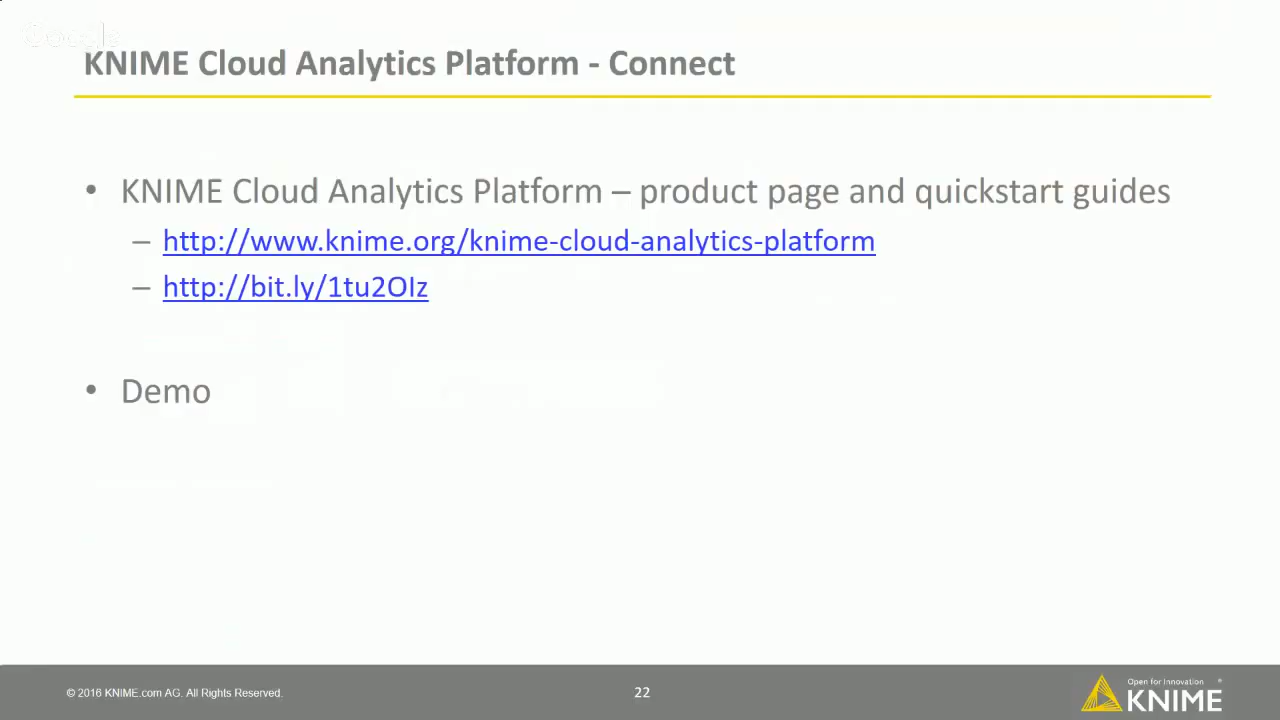 Google
KNIME Cloud Analytics Platform - Connect
• KNIME Cloud Analytics Platform – product page and quickstart guides
– http://www.knime.org/knime-cloud-analytics-platform
– http://bit.ly/1tu2OIz
• Demo
© 2016 KNIME.com AG. All Rights Reserved.
22
Open for Innovation ®
KNIME